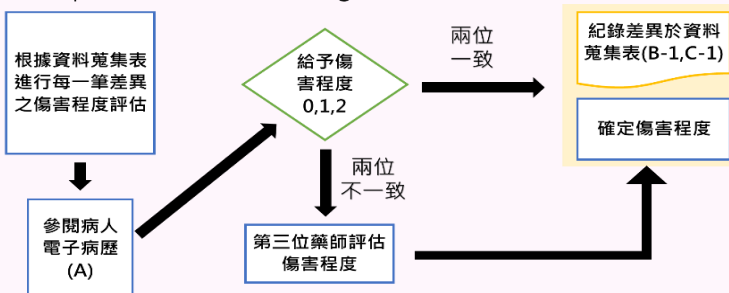 根據資料蒐集表
進行每一筆差異
之傷害程度評估
參閱病人
電子病歷
(A)
給予傷
害程度
0,1,2
兩位
一致
兩位
不一致
第三位藥師評估
傷害程度
紀錄差異於資料
蒐集表(B-1,C-1)
確定傷害程度